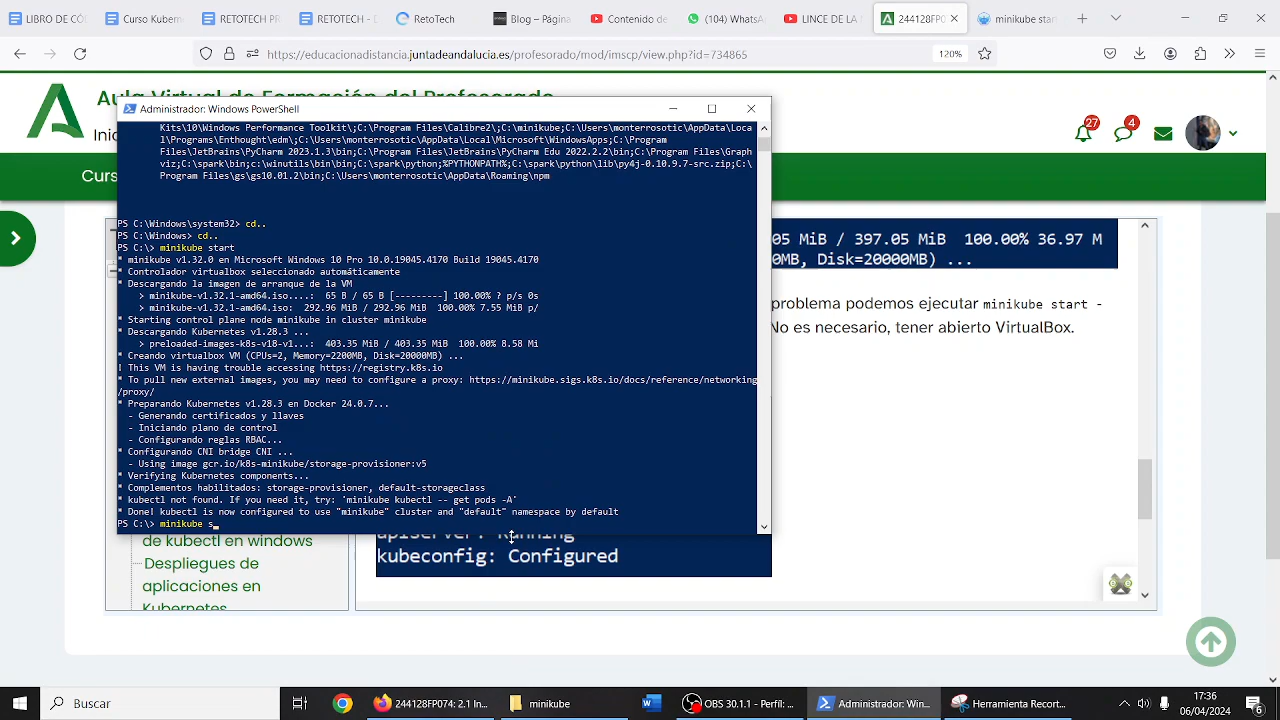 LIBRO DE CÓ
Curso Kubern
RETOTECH PR
RETOTECH - D
RetoTech
Blog – Página
Contenido de
(104) WhatsA
LINCE DE LA
244128FP0
minikube star
https://educacionadistancia.juntadeandalucia.es/profesorado/mod/imscp/view.php?id=734865
120%
Aula Virtual de Formación del Profesorado
Inic
27
4
Curs
Administrador: Windows PowerShell
Kits\10\Windows Performance Toolkit\;C:\Program Files\Calibre2\;C:\minikube;C:\Users\monterrosotic\AppData\Loca
l\Programs\Enthought\edm;C:\Users\monterrosotic\AppData\Local\Microsoft\WindowsApps;C:\Program
Files\JetBrains\PyCharm 2023.1.3\bin;C:\Program Files\JetBrains\PyCharm Edu 2022.2.2\bin;C:\Program Files\Graph
viz;C:\spark\bin;c:\winutils\bin\bin;C:\spark\python;%PYTHONPATH%;C:\spark\python\lib\py4j-0.10.9.7-src.zip;C:\
Program Files\gs\gs10.01.2\bin;C:\Users\monterrosotic\AppData\Roaming\npm
PS C:\Windows\system32> cd..
PS C:\Windows> cd..
PS C:\> minikube start
* minikube v1.32.0 en Microsoft Windows 10 Pro 10.0.19045.4170 Build 19045.4170
* Controlador virtualbox seleccionado automáticamente
* Descargando la imagen de arranque de la VM
> minikube-v1.32.1-amd64.iso....: 65 B / 65 B [---------] 100.00% ? p/s 0s
> minikube-v1.32.1-amd64.iso: 292.96 MiB / 292.96 MiB 100.00% 7.55 MiB p/
* Starting control plane node minikube in cluster minikube
* Descargando Kubernetes v1.28.3 ...
> preloaded-images-k8s-v18-v1...: 403.35 MiB / 403.35 MiB 100.00% 8.58 Mi
* Creando virtualbox VM (CPUs=2, Memory=2200MB, Disk=20000MB) ...
! This VM is having trouble accessing https://registry.k8s.io
* To pull new external images, you may need to configure a proxy: https://minikube.sigs.k8s.io/docs/reference/networking
/proxy/
* Preparando Kubernetes v1.28.3 en Docker 24.0.7...
- Generando certificados y llaves
- Iniciando plano de control
- Configurando reglas RBAC...
* Configurando CNI bridge CNI ...
- Using image gcr.io/k8s-minikube/storage-provisioner:v5
* Verifying Kubernetes components...
* Complementos habilitados: storage-provisioner, default-storageclass
* kubectl not found. If you need it, try: 'minikube kubectl -- get pods -A'
* Done! kubectl is now configured to use "minikube" cluster and "default" namespace by default
PS C:\> minikube s_
05 MiB / 397.05 MiB 100.00% 36.97 M
0MB, Disk=20000MB) ...
problema podemos ejecutar minikube start -
No es necesario, tener abierto VirtualBox.
apiserver: Running
kubeconfig: Configured
de kubectl en windows
Despliegues de
aplicaciones en
Kubernetes
Buscar
244128FP074: 2.1 In...
minikube
OBS 30.1.1 - Perfil: ...
Administrador: Win...
Herramienta Recort...
17:36
06/04/2024
6